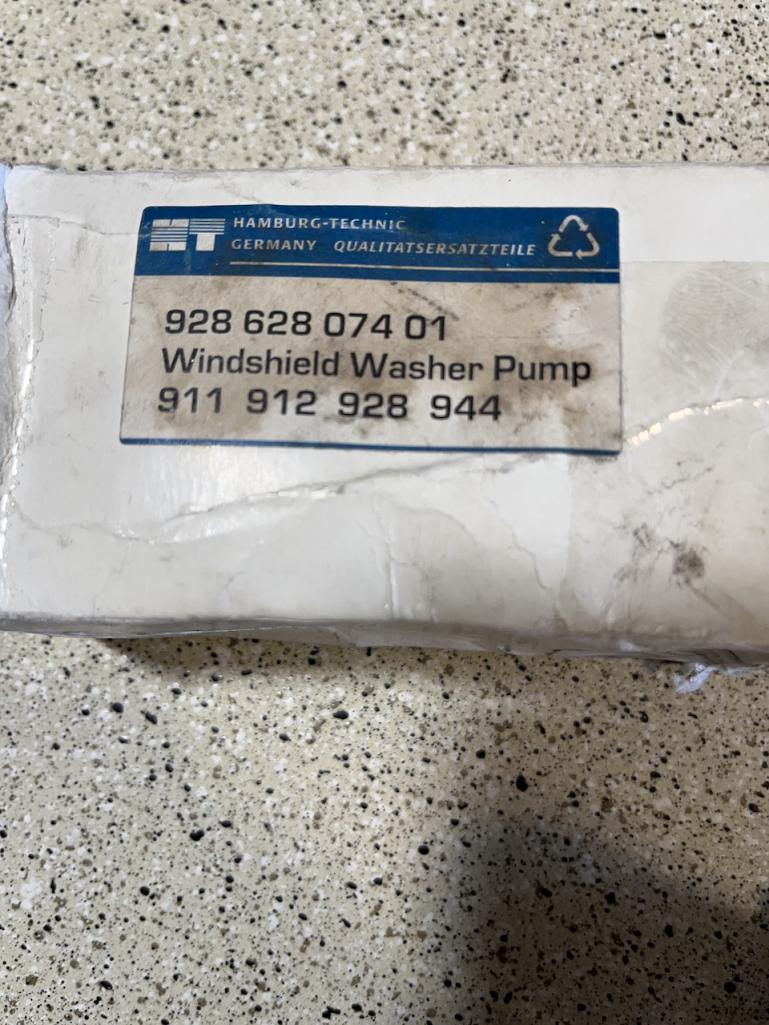 HT HAMBURG-TECHNIC
GERMANY QUALITATSERSATZTEILE
928 628 074 01
Windshield Washer Pump
911 912 928 944